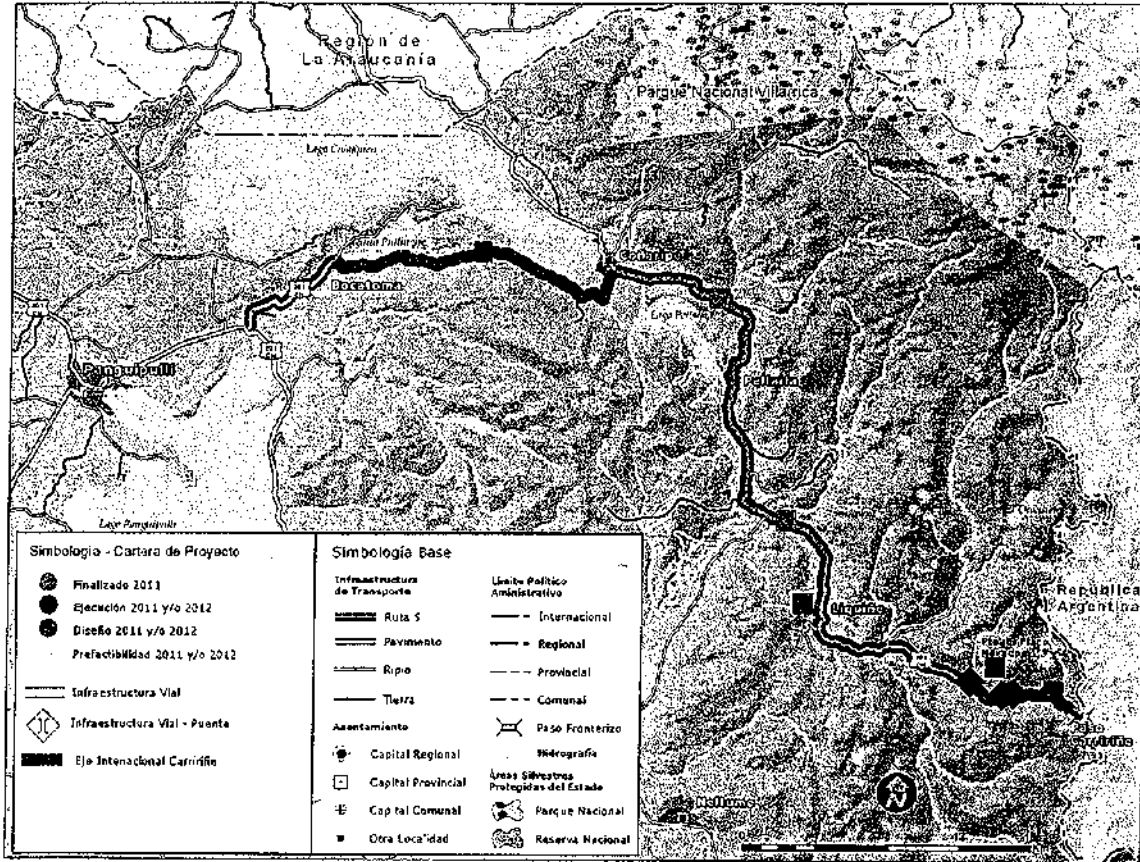 Región de
La Araucanía
Parque Nacional Villarrica
Lago Calafquén
Bocatoma
Coñaripe
Panguipulli
Pellaifa
Lago Panguipulli
Liquiñe
República
Argentina
Paso
Carririñe
Neltume
N
Simbología - Cartera de Proyecto
Finalizado 2011
Ejecución 2011 y/o 2012
Diseño 2011 y/o 2012
Prefactibilidad 2011 y/o 2012
Infraestructura Vial
Infraestructura Vial - Puente
Eje Intenacional Carririñe
Simbología Base
Infraestructura
de Transporte
Ruta 5
Pavimento
Ripio
Tierra
Asentamiento
Capital Regional
Capital Provincial
Capital Comunal
Otra Localidad
Límite Político
Aministrativo
Internacional
Regional
Provincial
Comunal
Paso Fronterizo
Hidrografía
Áreas Silvestres
Protegidas del Estado
Parque Nacional
Reserva Nacional